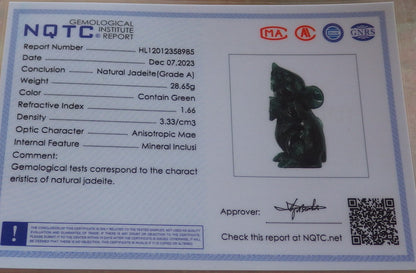 NQTC GEMOLOGICAL INSTITUTE REPORT
Report Number HL12012358985
Date Dec 07,2023
Conclusion Natural Jadeite(Grade A)
Weight 28.65g
Color Contain Green
Refractive Index 1.66
Density 3.33/cm3
Optic Character Anisotropic Mae
Internal Feature Mineral Inclusi
Comment:
Gemological tests correspond to the charact
eristics of natural jadeite.
MA
GNRS
Approver:
Check this report at NQTC.net